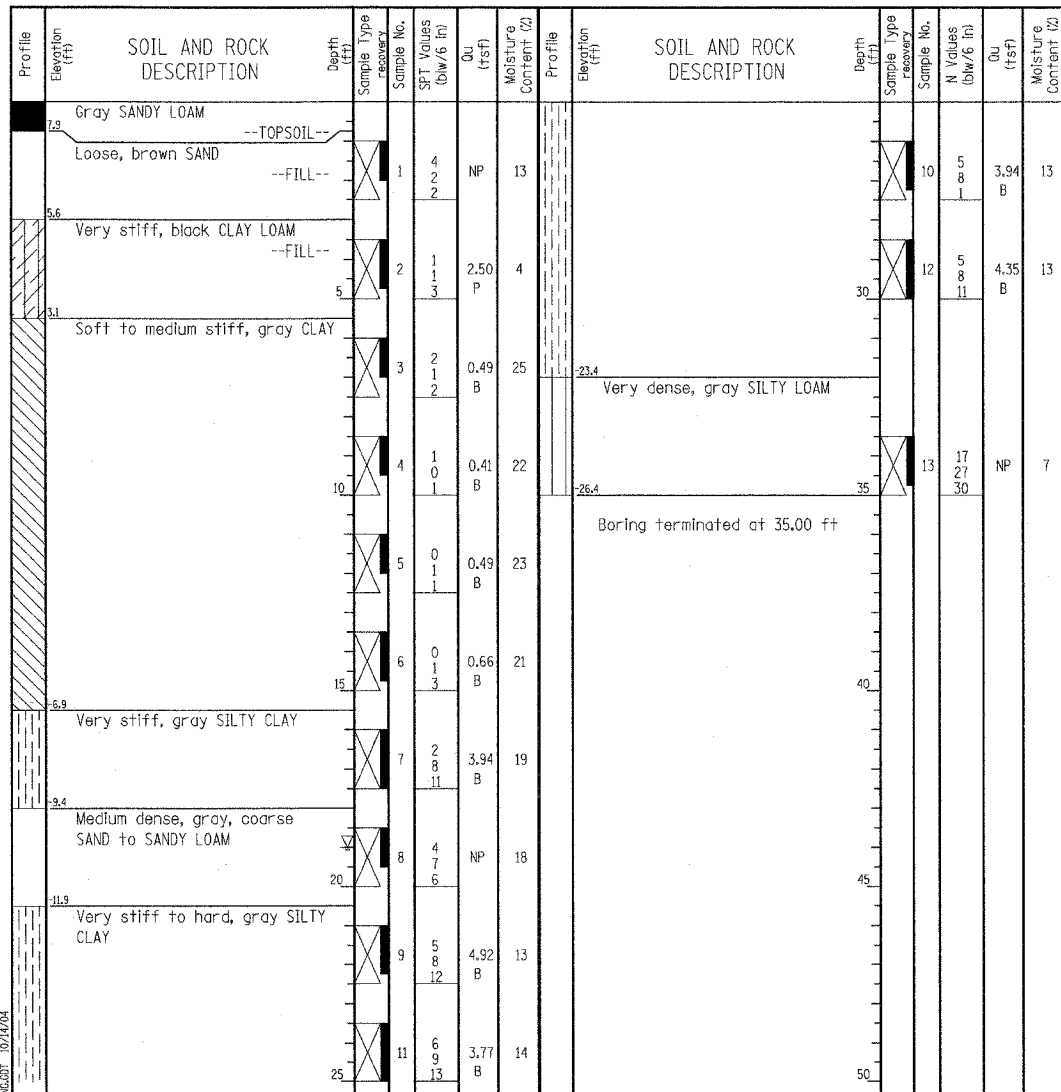 Profile
Elevation (ft)
SOIL AND ROCK
DESCRIPTION
Depth (ft)
Sample Type
recovery
Sample No.
SPT Values
(blw/6 in)
Qu
(tsf)
Moisture
Content (%)
Gray SANDY LOAM
7.9
--TOPSOIL--
Loose, brown SAND
--FILL--
1
4
2
2
NP
13
5.6
Very stiff, black CLAY LOAM
--FILL--
5
2
1
1
3
2.50
P
4
3.1
Soft to medium stiff, gray CLAY
3
2
1
2
0.49
B
25
10
4
1
0
1
0.41
B
22
5
0
1
1
0.49
B
23
15
6
0
1
3
0.66
B
21
-6.9
Very stiff, gray SILTY CLAY
7
2
8
11
3.94
B
19
-9.4
Medium dense, gray, coarse
SAND to SANDY LOAM
20
8
4
7
6
NP
18
-11.9
Very stiff to hard, gray SILTY
CLAY
9
5
8
12
4.92
B
13
25
11
6
9
13
3.77
B
14
Profile
Elevation (ft)
SOIL AND ROCK
DESCRIPTION
Depth (ft)
Sample Type
recovery
Sample No.
N Values
(blw/6 in)
Qu
(tsf)
Moisture
Content (%)
10
5
8
1
3.94
B
13
30
12
5
8
11
4.35
B
13
-23.4
Very dense, gray SILTY LOAM
35
13
17
27
30
NP
7
-26.4
Boring terminated at 35.00 ft
40
45
50
10/14/04